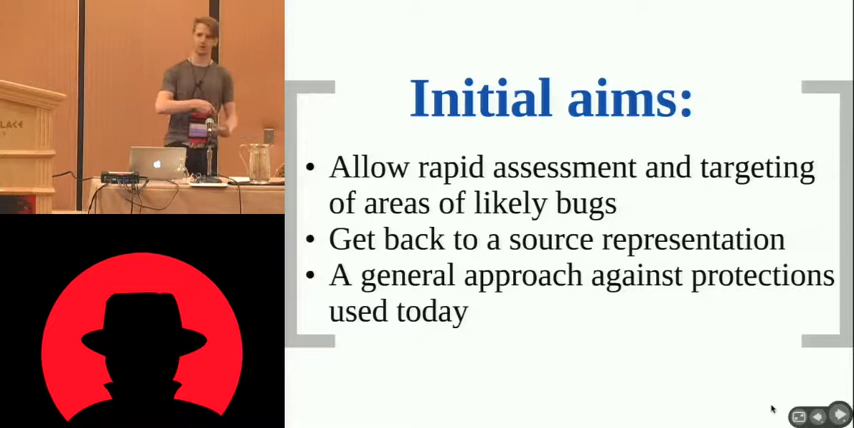 Initial aims:
• Allow rapid assessment and targeting
of areas of likely bugs
• Get back to a source representation
• A general approach against protections
used today